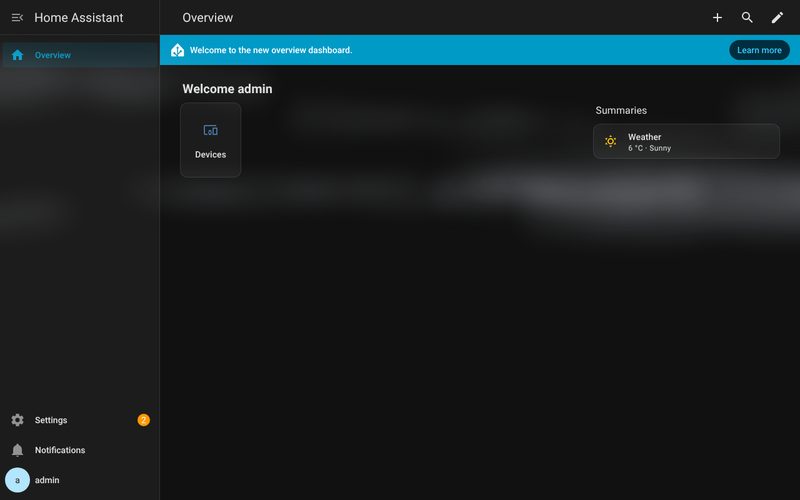 Home Assistant
Overview
Overview
Welcome to the new overview dashboard.
Learn more
Welcome admin
Devices
Summaries
Weather
6 °C · Sunny
Settings
2
Notifications
a
admin